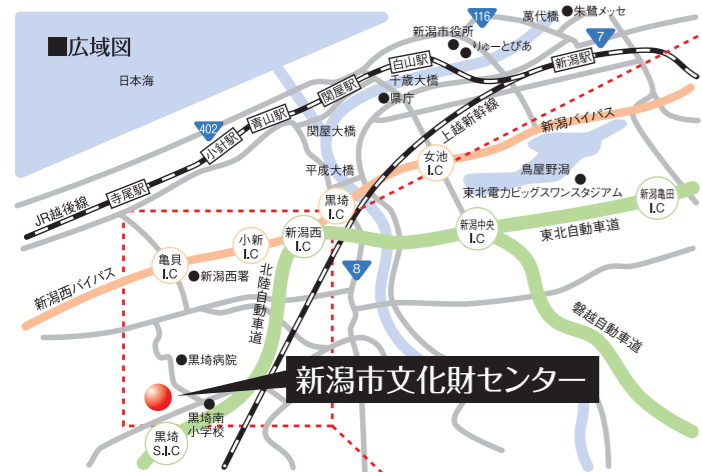 ■広域図
日本海
116
萬代橋
朱鷺メッセ
新潟市役所
りゅーとぴあ
7
新潟駅
白山駅
千歳大橋
県庁
関屋駅
青山駅
402
小針駅
寺尾駅
JR越後線
関屋大橋
上越新幹線
新潟バイパス
女池
I.C
平成大橋
鳥屋野潟
東北電力ビッグスワンスタジアム
黒埼
I.C
新潟亀田
I.C
新潟中央
I.C
東北自動車道
新潟西
I.C
小新
I.C
亀貝
I.C
新潟西署
新潟西バイパス
北陸自動車道
8
磐越自動車道
黒埼病院
新潟市文化財センター
黒埼南
小学校
黒埼
S.I.C